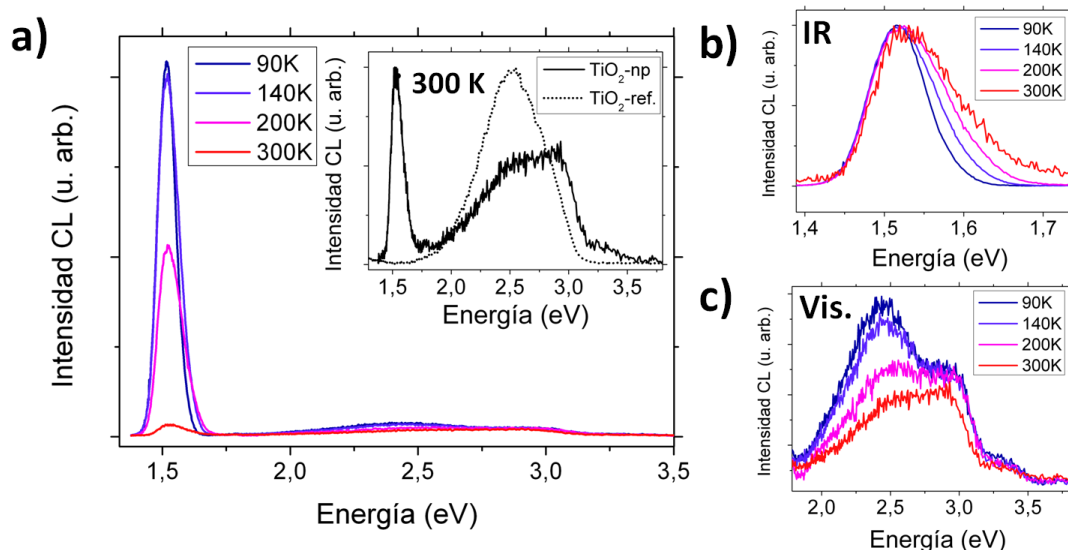 a)
Intensidad CL (u. arb.)
90K
140K
200K
300K
1,5
2,0
2,5
3,0
3,5
Energía (eV)
300 K
TiO₂-np
TiO₂-ref.
Intensidad CL (u. arb.)
1,5
2,0
2,5
3,0
3,5
Energía (eV)
b)
IR
Intensidad CL (u. arb.)
90K
140K
200K
300K
1,4
1,5
1,6
1,7
Energía (eV)
c)
Vis.
Intensidad CL (u. arb.)
90K
140K
200K
300K
2,0
2,5
3,0
3,5
Energía (eV)